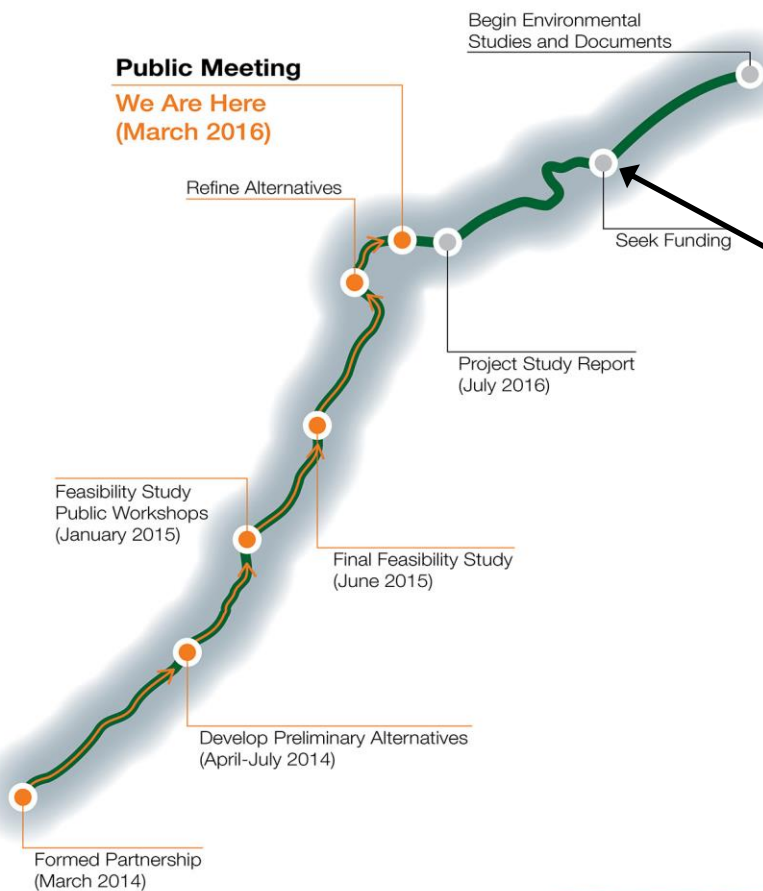 Begin Environmental
Studies and Documents
Public Meeting
We Are Here
(March 2016)
Refine Alternatives
Seek Funding
Project Study Report
(July 2016)
Feasibility Study
Public Workshops
(January 2015)
Final Feasibility Study
(June 2015)
Develop Preliminary Alternatives
(April-July 2014)
Formed Partnership
(March 2014)